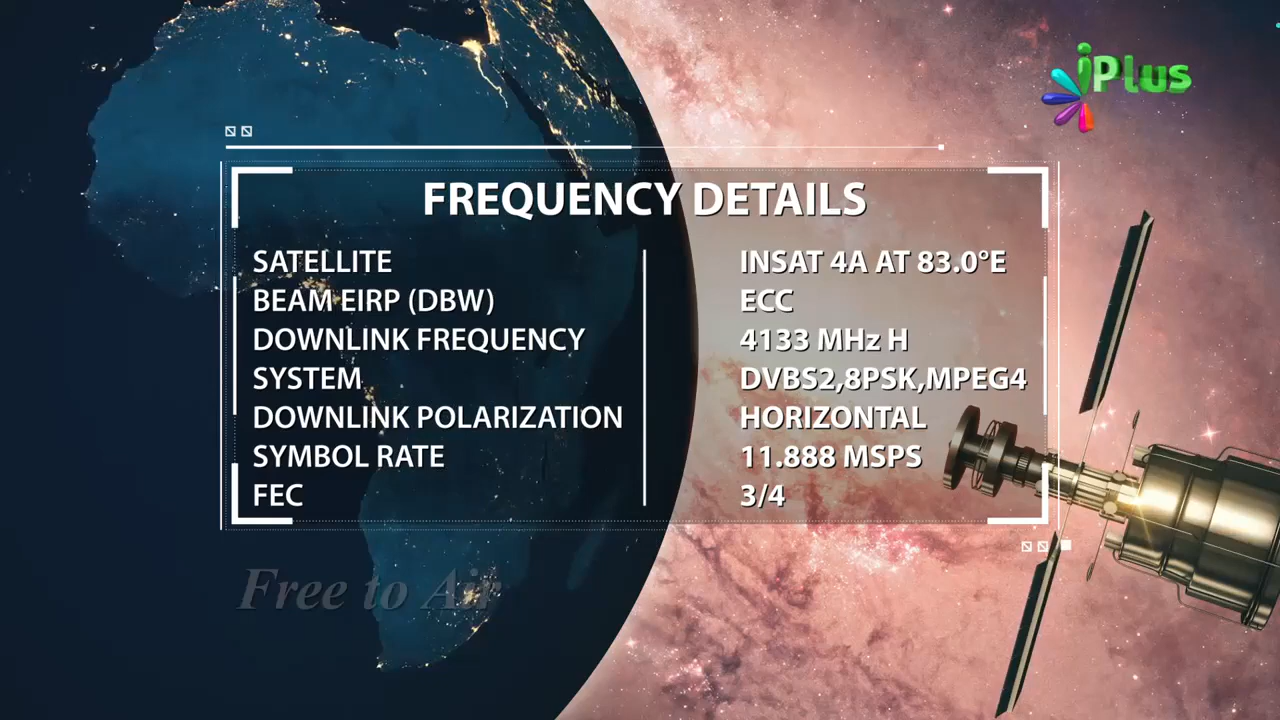 iPlus
FREQUENCY DETAILS
SATELLITE INSAT 4A AT 83.0°E
BEAM EIRP (DBW) ECC
DOWNLINK FREQUENCY 4133 MHz H
SYSTEM DVBS2,8PSK,MPEG4
DOWNLINK POLARIZATION HORIZONTAL
SYMBOL RATE 11.888 MSPS
FEC 3/4
Free to Air